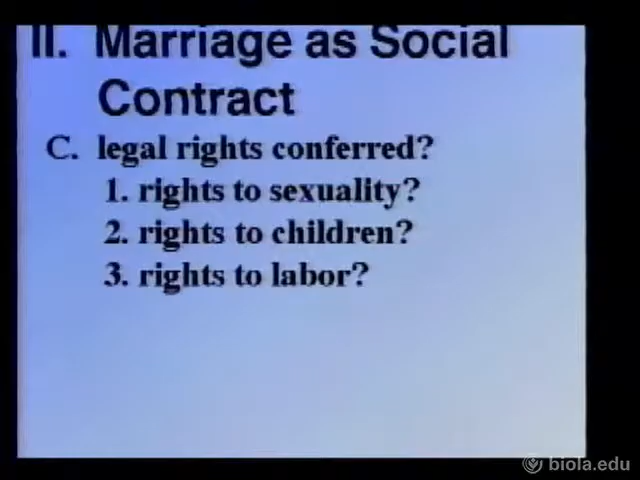 II. Marriage as Social
Contract
C. legal rights conferred?
1. rights to sexuality?
2. rights to children?
3. rights to labor?
biola.edu